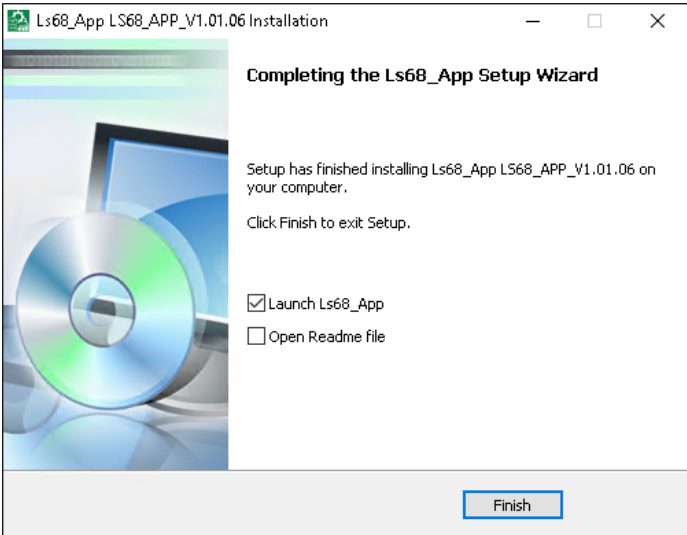 Ls68_App LS68_APP_V1.01.06 Installation
Completing the Ls68_App Setup Wizard
Setup has finished installing Ls68_App LS68_APP_V1.01.06 on
your computer.
Click Finish to exit Setup.
Launch Ls68_App
Open Readme file
Finish